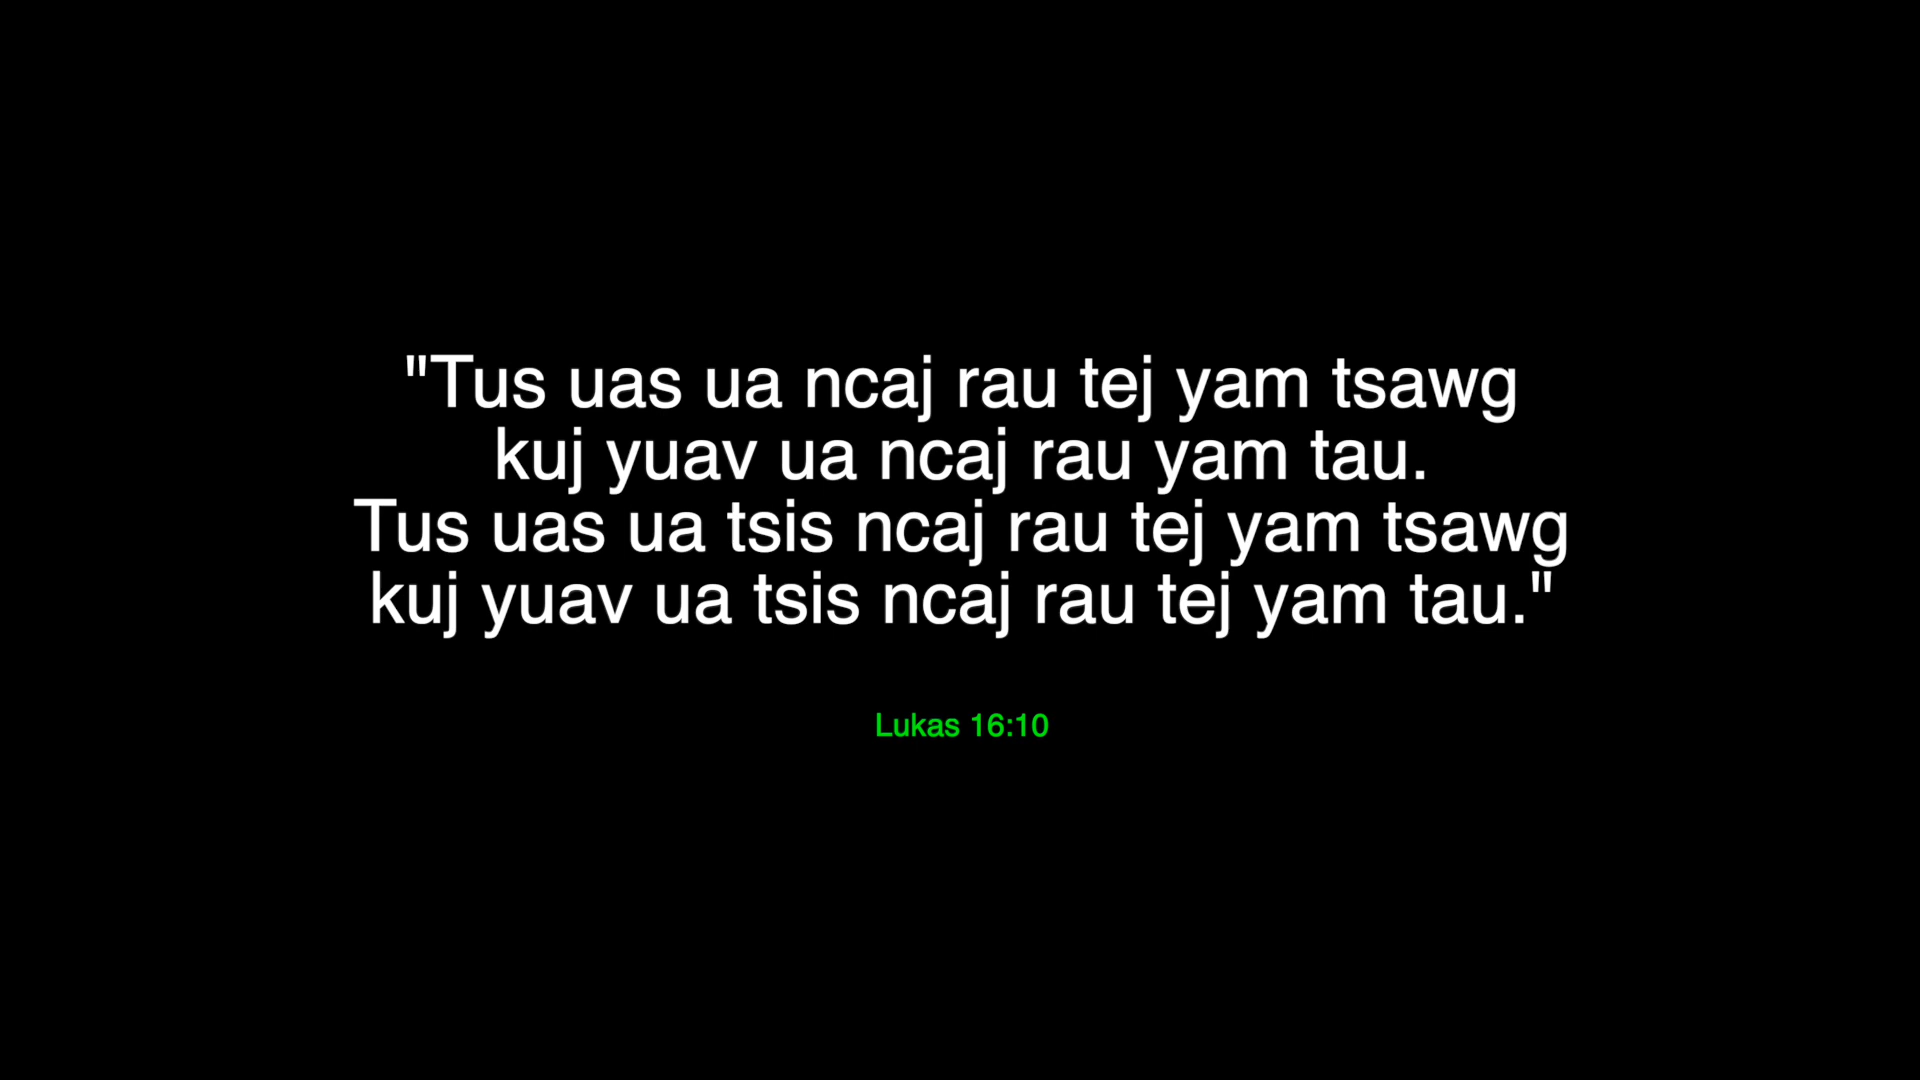 "Tus uas ua ncaj rau tej yam tsawg
kuj yuav ua ncaj rau yam tau.
Tus uas ua tsis ncaj rau tej yam tsawg
kuj yuav ua tsis ncaj rau tej yam tau."
Lukas 16:10